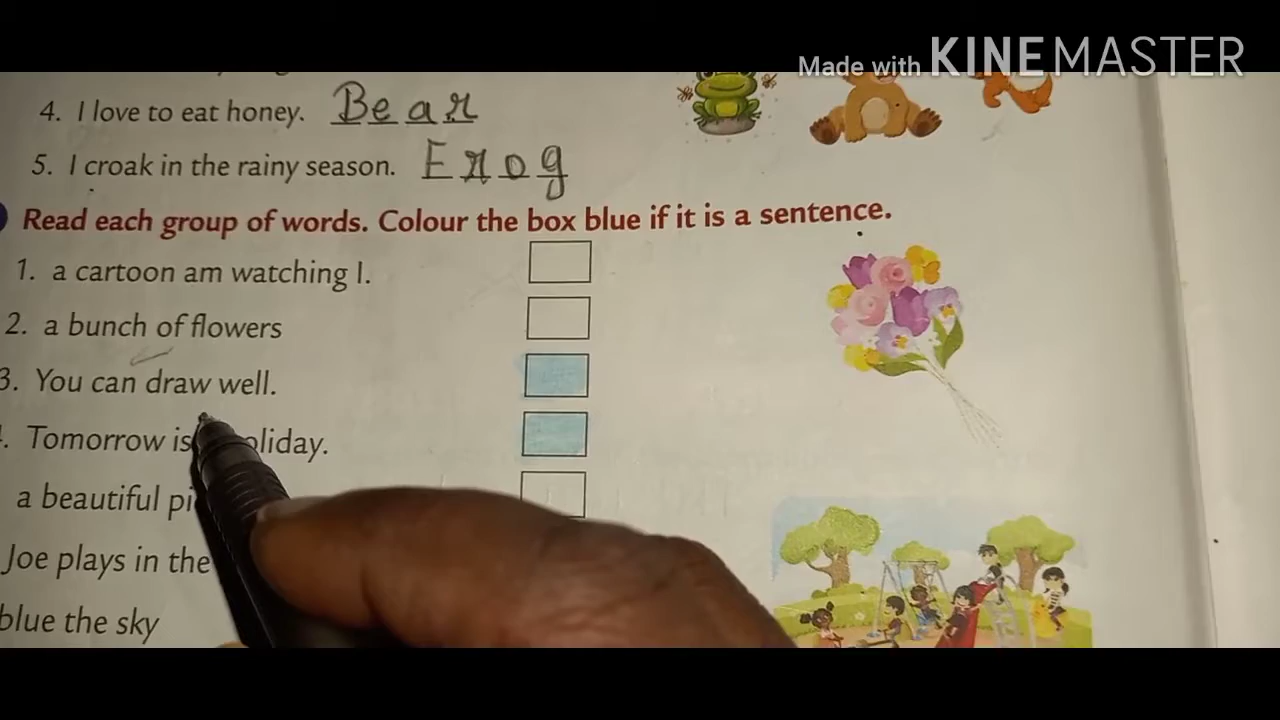 Made with KINEMASTER
4. I love to eat honey. Bear
5. I croak in the rainy season. Frog
Read each group of words. Colour the box blue if it is a sentence.
1. a cartoon am watching I.
2. a bunch of flowers
3. You can draw well.
Tomorrow is holiday.
a beautiful
Joe plays in the
blue the sky